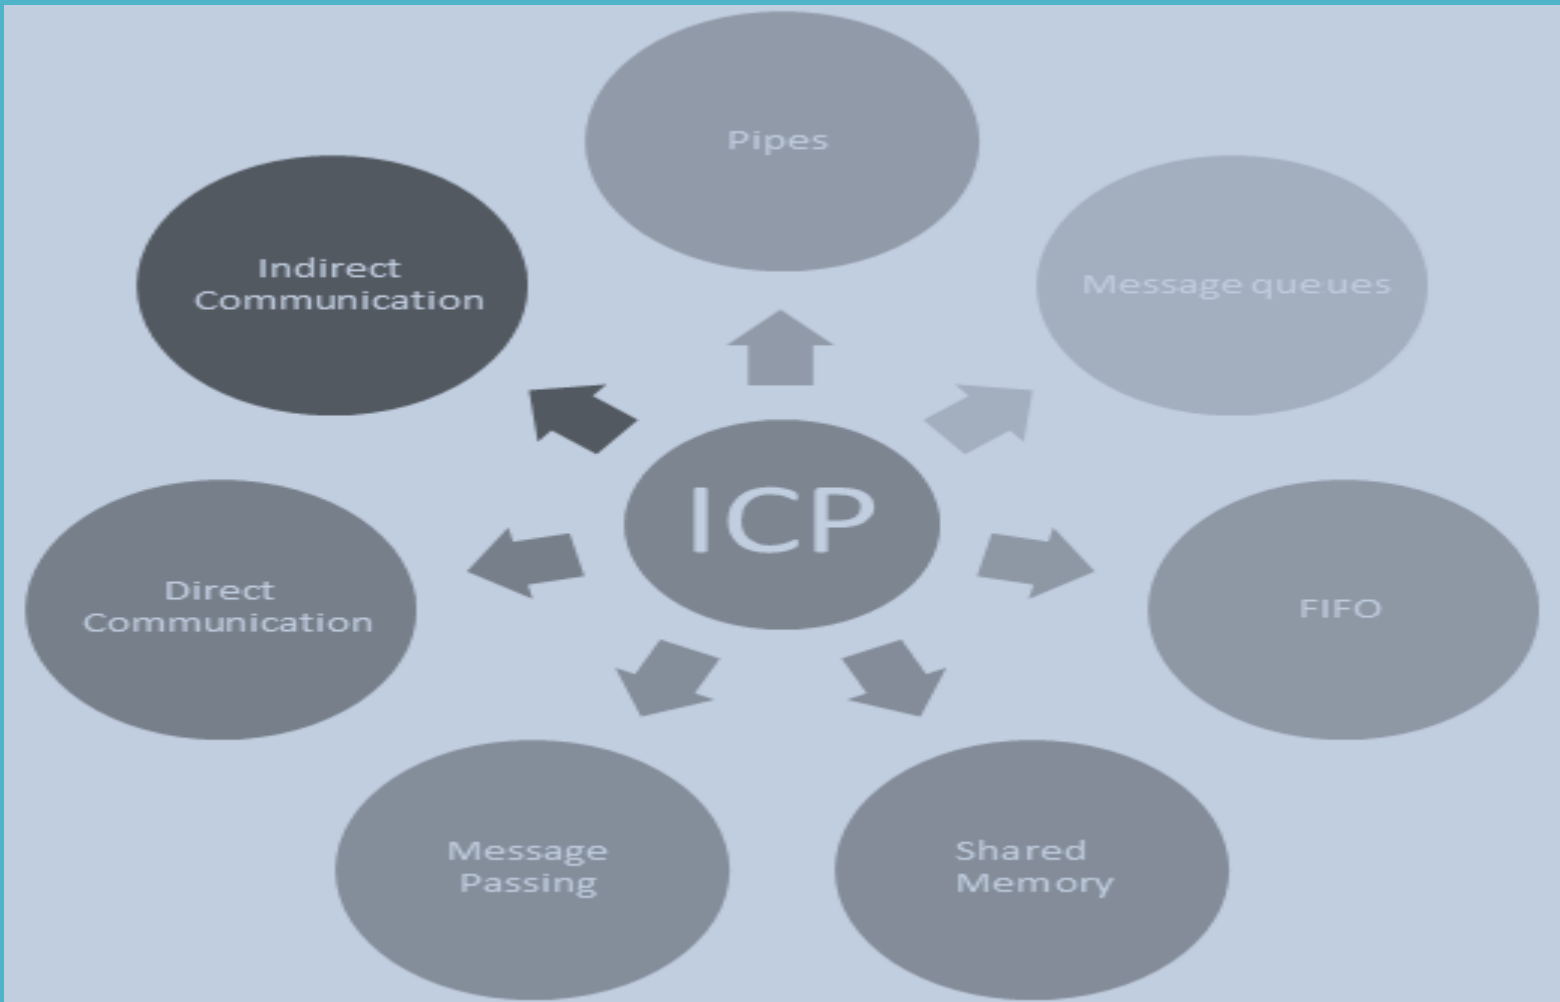 Pipes
Indirect
Communication
Message queues
ICP
Direct
Communication
FIFO
Message
Passing
Shared
Memory